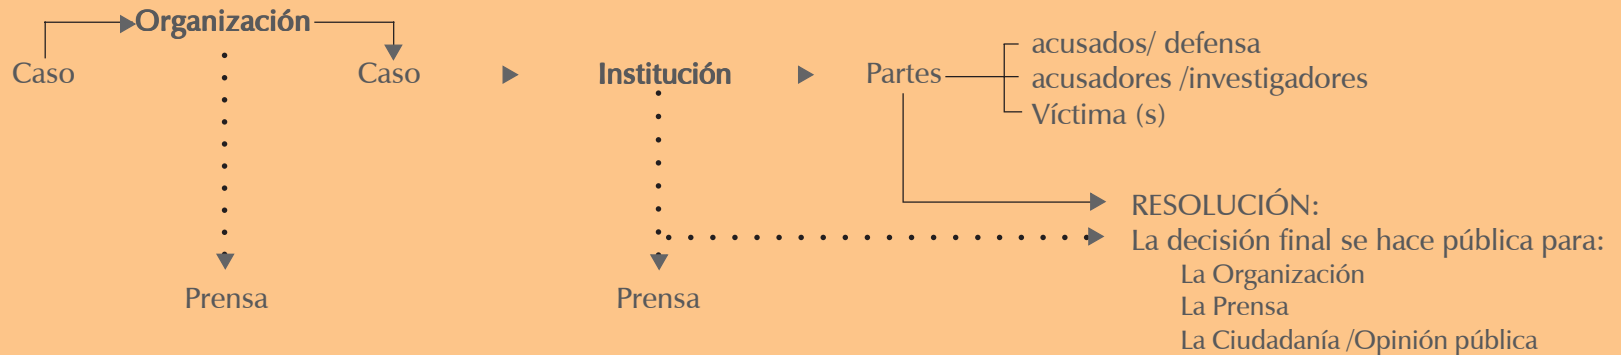 Organización
Caso
Caso
Institución
Partes
acusados/ defensa
acusadores /investigadores
Víctima (s)
RESOLUCIÓN:
La decisión final se hace pública para:
La Organización
La Prensa
La Ciudadanía /Opinión pública
Prensa
Prensa